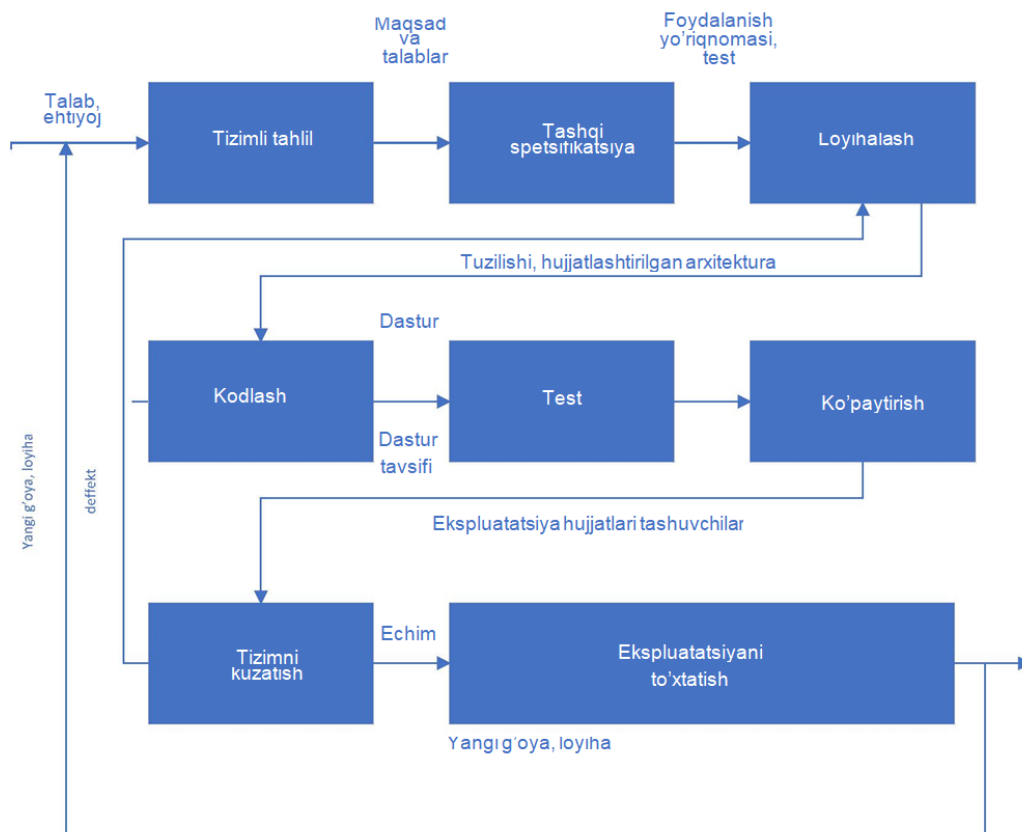 Maqsad
va
talablar
Foydalanish
yo’riqnomasi,
test
Talab,
ehtiyoj
Tizimli tahlil
Tashqi
spetsifikatsiya
Loyihalash
Tuzilishi, hujjatlashtirilgan arxitektura
Dastur
Kodlash
Test
Ko’paytirish
Dastur
tavsifi
Yangi g’oya, loyiha
deffekt
Ekspluatatsiya hujjatlari tashuvchilar
Tizimni
kuzatish
Echim
Ekspluatatsiyani
to’xtatish
Yangi g’oya, loyiha